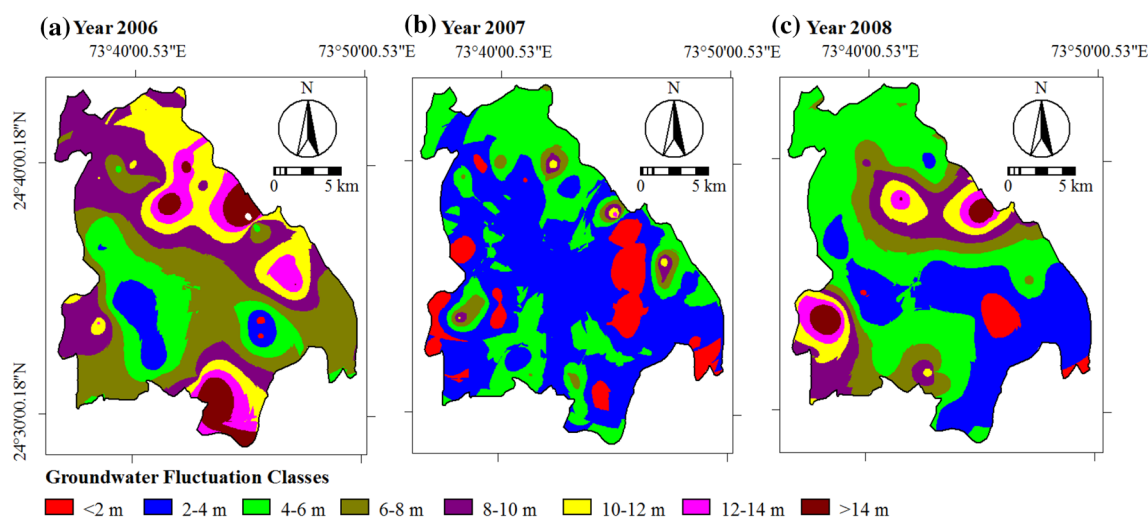 (a) Year 2006
73°40'00.53"E 73°50'00.53"E
24°40'00.18"N
24°30'00.18"N
N
0 5 km
(b) Year 2007
73°40'00.53"E 73°50'00.53"E
N
0 5 km
(c) Year 2008
73°40'00.53"E 73°50'00.53"E
N
0 5 km
Groundwater Fluctuation Classes
<2 m 2-4 m 4-6 m 6-8 m 8-10 m 10-12 m 12-14 m >14 m